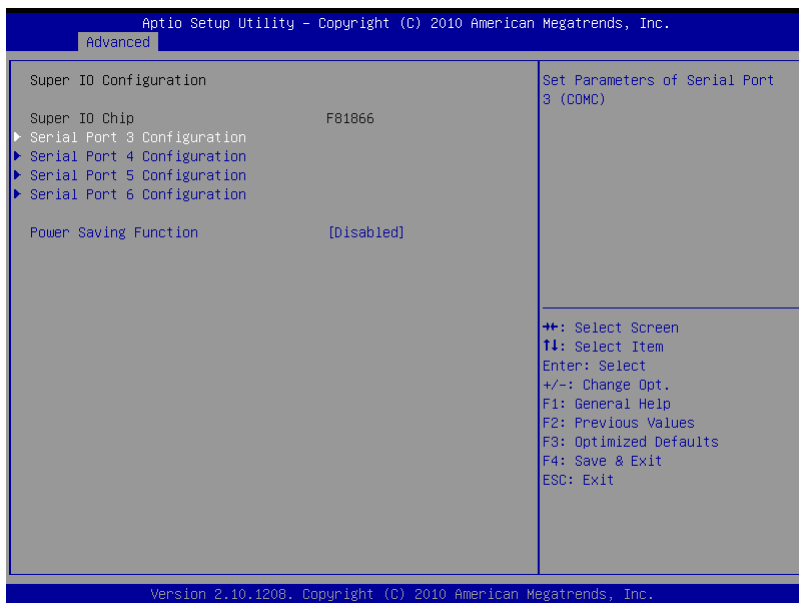 Aptio Setup Utility – Copyright (C) 2010 American Megatrends, Inc.
Advanced
Super IO Configuration
Super IO Chip F81866
Serial Port 3 Configuration
Serial Port 4 Configuration
Serial Port 5 Configuration
Serial Port 6 Configuration
Power Saving Function [Disabled]
Set Parameters of Serial Port
3 (COMC)
→←: Select Screen
↑↓: Select Item
Enter: Select
+/-: Change Opt.
F1: General Help
F2: Previous Values
F3: Optimized Defaults
F4: Save & Exit
ESC: Exit
Version 2.10.1208. Copyright (C) 2010 American Megatrends, Inc.